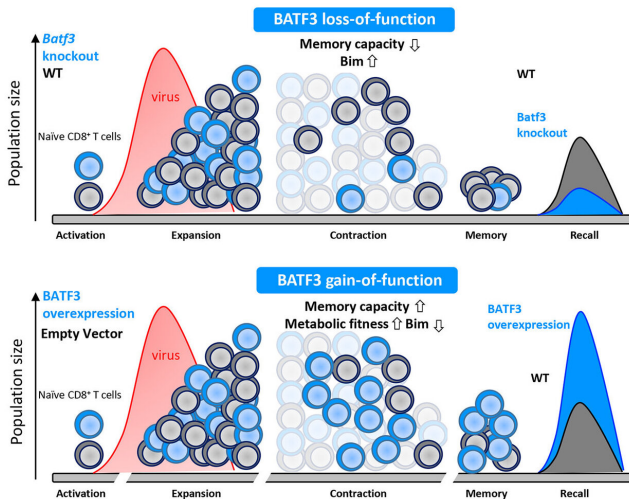 BATF3 loss-of-function
Batf3
knockout
WT
Memory capacity ⇩
Bim ⇧
WT
virus
Batf3
knockout
Naïve CD8⁺ T cells
Population size
Activation
Expansion
Contraction
Memory
Recall
BATF3 gain-of-function
BATF3
overexpression
Empty Vector
Memory capacity ⇧
Metabolic fitness ⇧ Bim ⇩
BATF3
overexpression
virus
WT
Naïve CD8⁺ T cells
Population size
Activation
Expansion
Contraction
Memory
Recall